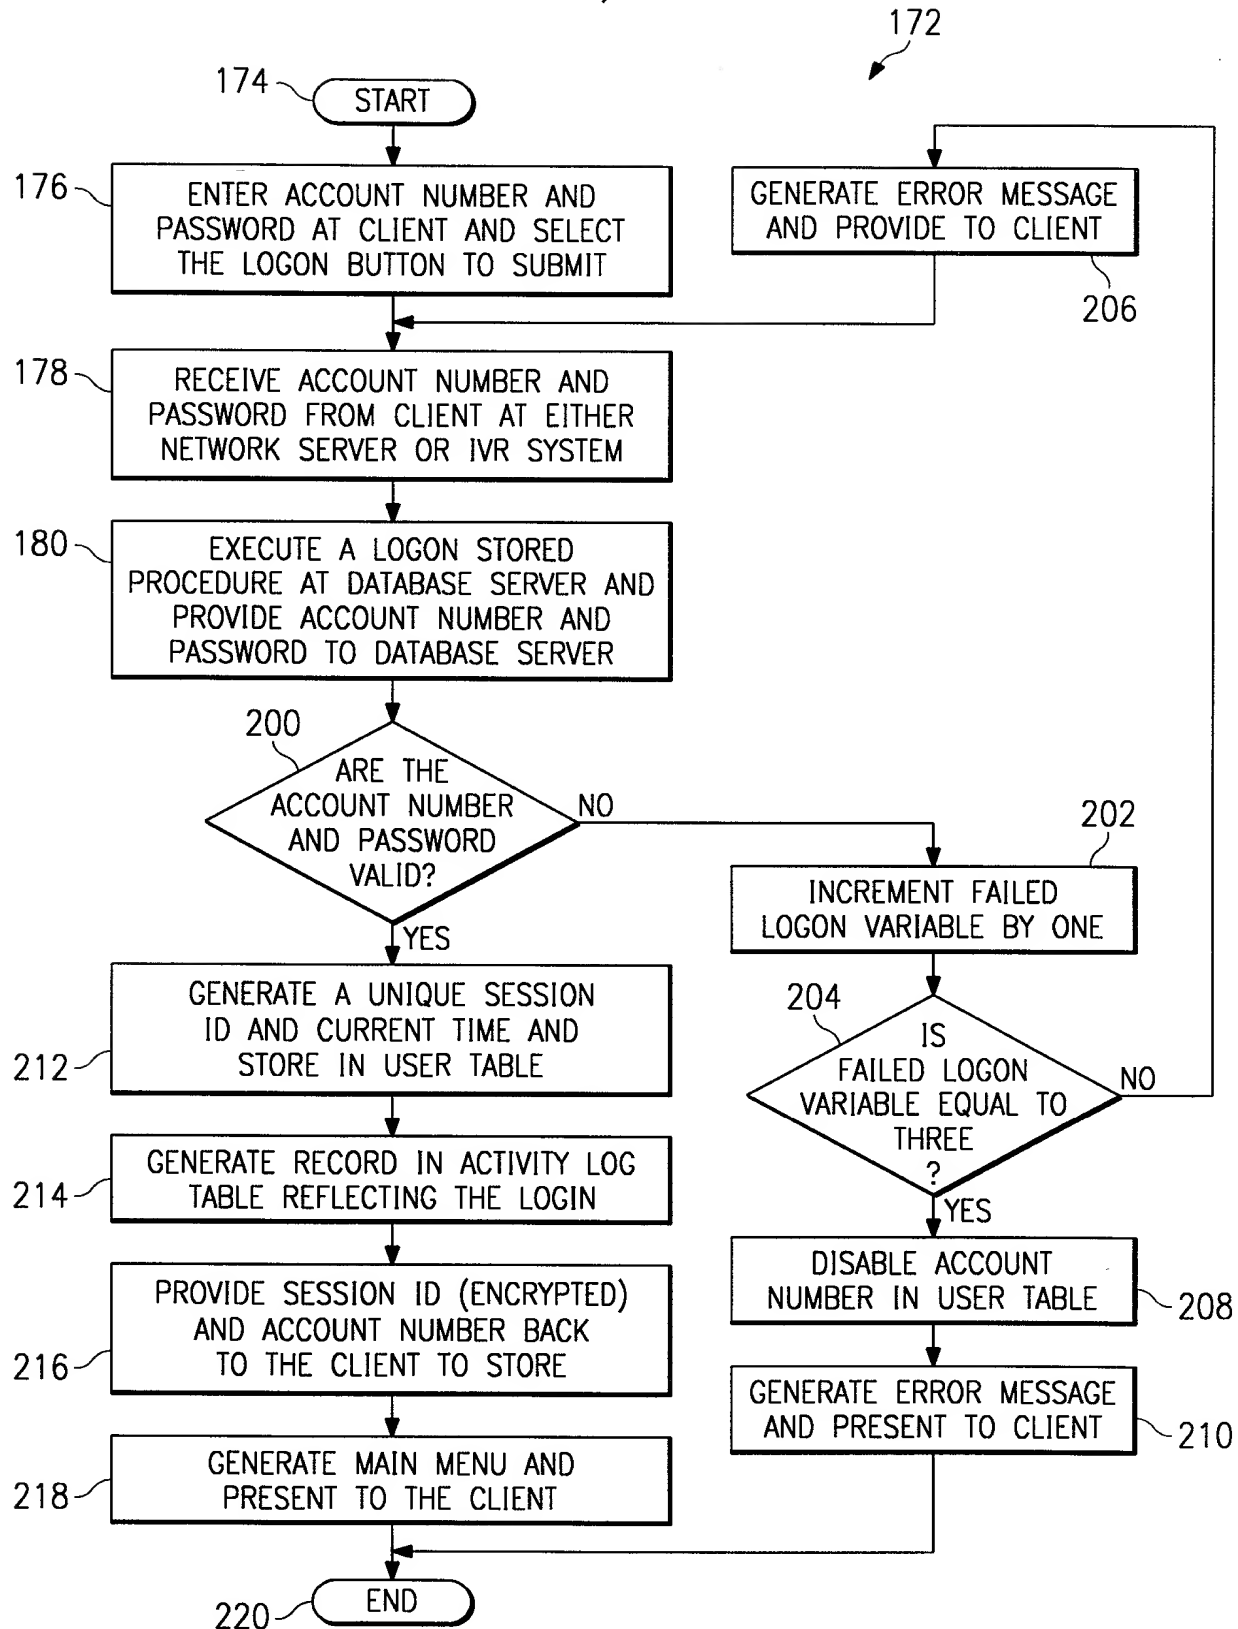 172
174
START
176
ENTER ACCOUNT NUMBER AND
PASSWORD AT CLIENT AND SELECT
THE LOGON BUTTON TO SUBMIT
GENERATE ERROR MESSAGE
AND PROVIDE TO CLIENT
206
178
RECEIVE ACCOUNT NUMBER AND
PASSWORD FROM CLIENT AT EITHER
NETWORK SERVER OR IVR SYSTEM
180
EXECUTE A LOGON STORED
PROCEDURE AT DATABASE SERVER AND
PROVIDE ACCOUNT NUMBER AND
PASSWORD TO DATABASE SERVER
200
ARE THE
ACCOUNT NUMBER
AND PASSWORD
VALID?
NO
YES
202
INCREMENT FAILED
LOGON VARIABLE BY ONE
204
IS
FAILED LOGON
VARIABLE EQUAL TO
THREE
?
NO
YES
212
GENERATE A UNIQUE SESSION
ID AND CURRENT TIME AND
STORE IN USER TABLE
214
GENERATE RECORD IN ACTIVITY LOG
TABLE REFLECTING THE LOGIN
DISABLE ACCOUNT
NUMBER IN USER TABLE
208
216
PROVIDE SESSION ID (ENCRYPTED)
AND ACCOUNT NUMBER BACK
TO THE CLIENT TO STORE
GENERATE ERROR MESSAGE
AND PRESENT TO CLIENT
210
218
GENERATE MAIN MENU AND
PRESENT TO THE CLIENT
220
END